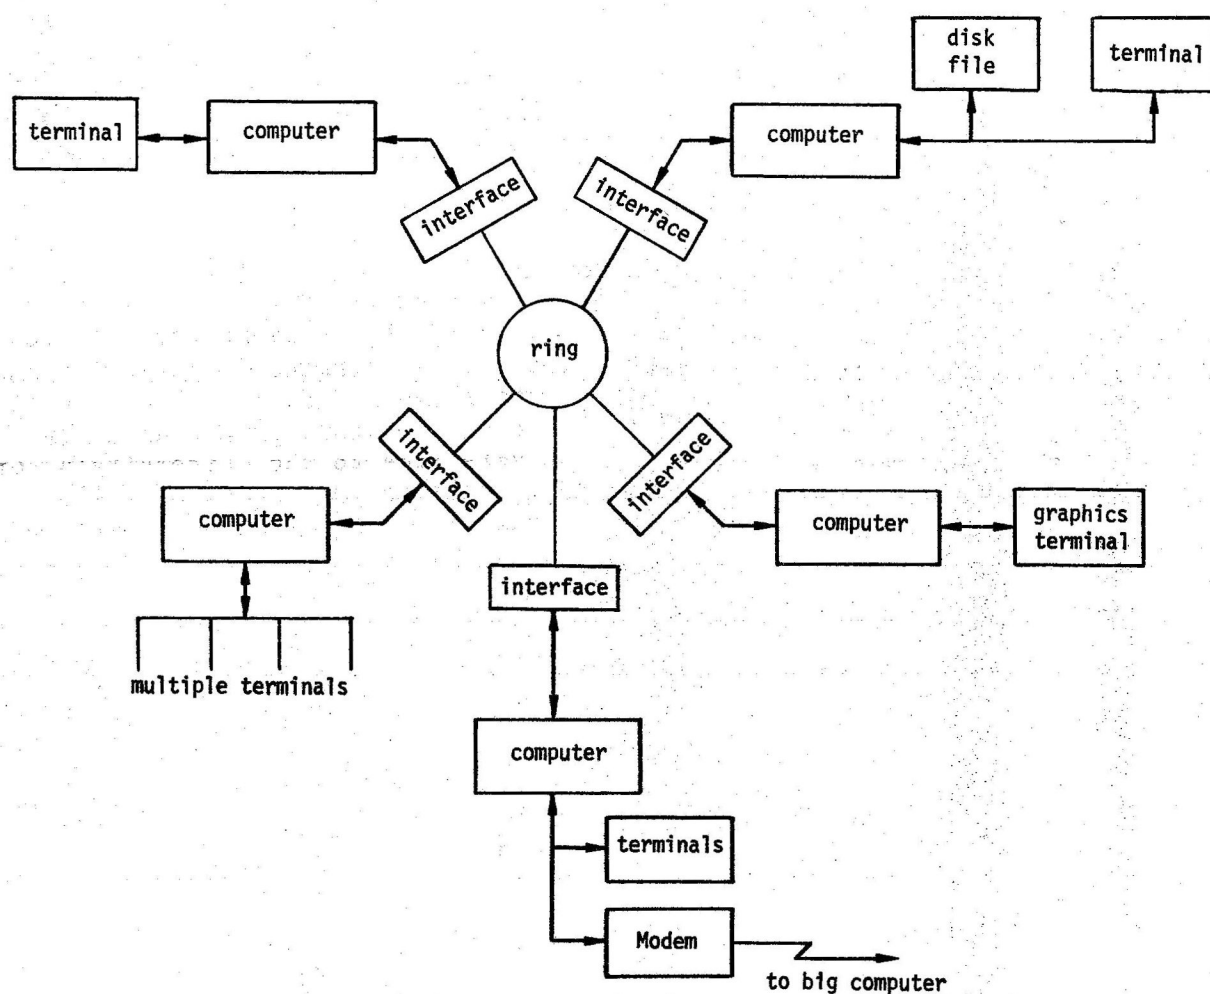 disk
file
terminal
terminal
computer
computer
interface
interface
ring
interface
interface
computer
computer
graphics
terminal
interface
multiple terminals
computer
terminals
Modem
to big computer